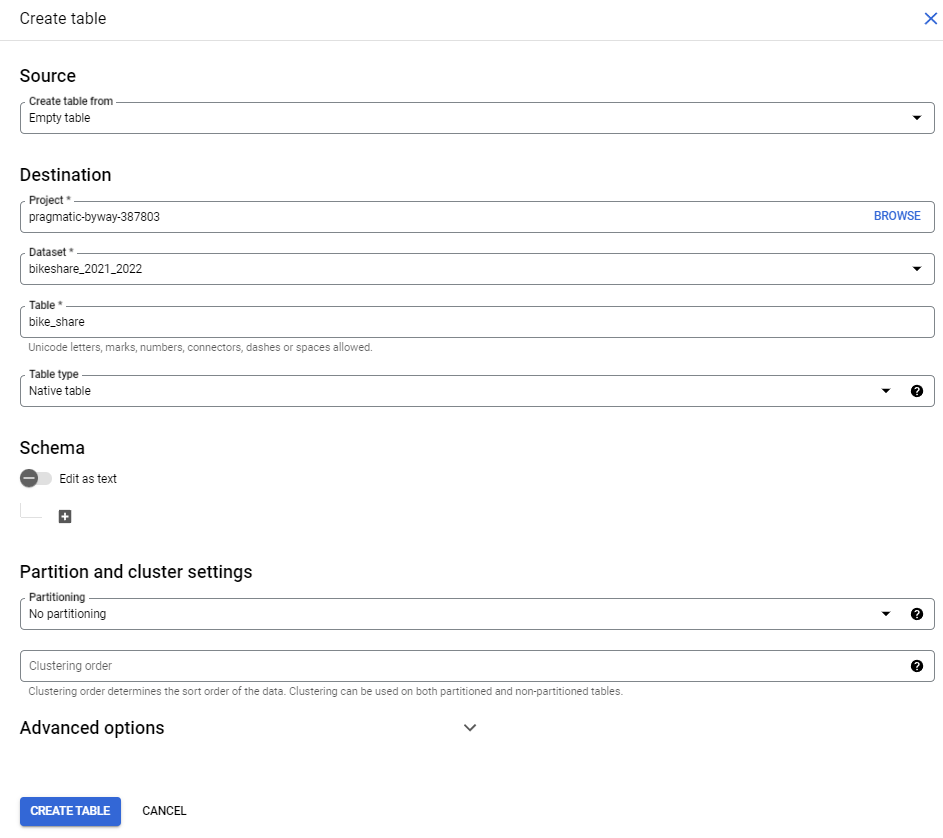 Create table
Source
Create table from
Empty table
Destination
Project *
pragmatic-byway-387803
BROWSE
Dataset *
bikeshare_2021_2022
Table *
bike_share
Unicode letters, marks, numbers, connectors, dashes or spaces allowed.
Table type
Native table
Schema
Edit as text
Partition and cluster settings
Partitioning
No partitioning
Clustering order
Clustering order determines the sort order of the data. Clustering can be used on both partitioned and non-partitioned tables.
Advanced options
CREATE TABLE
CANCEL